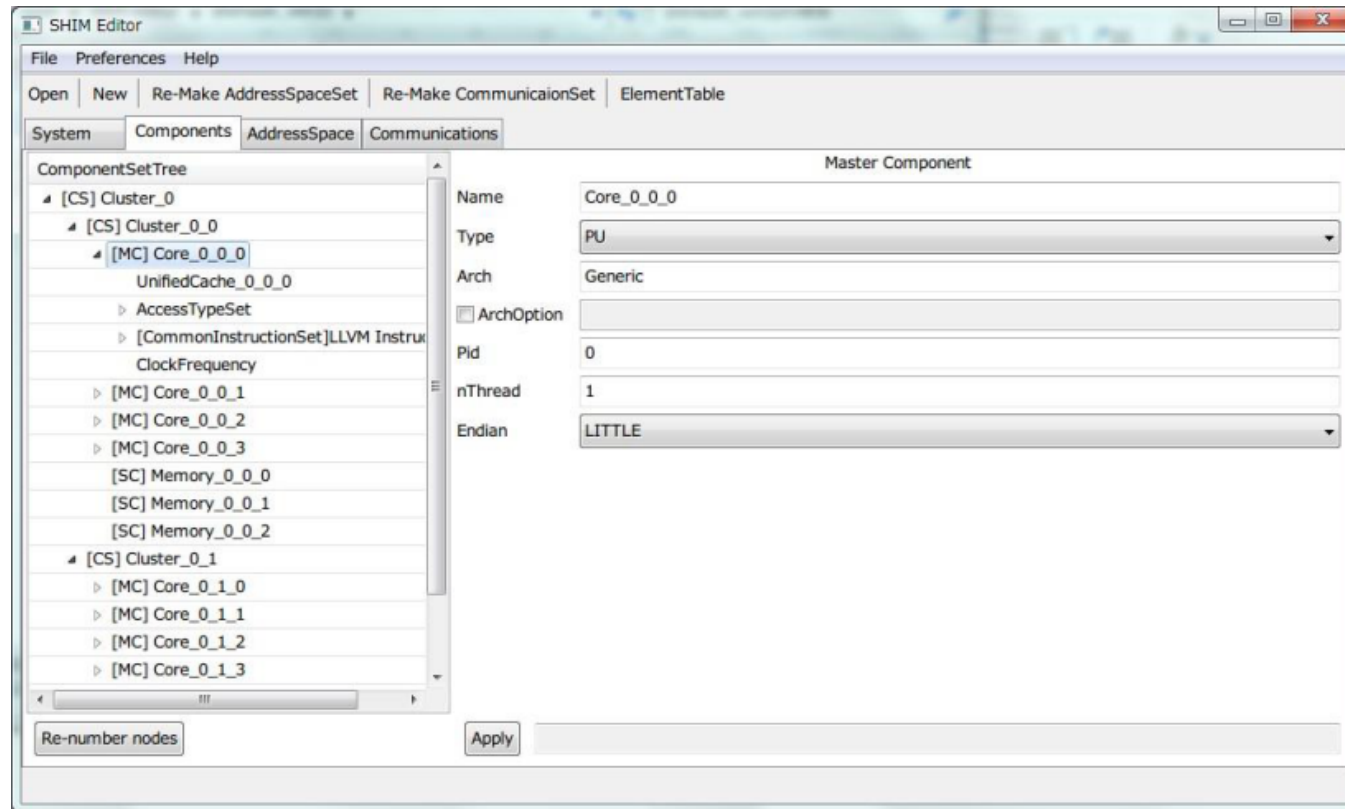 SHIM Editor
File Preferences Help
Open New Re-Make AddressSpaceSet Re-Make CommunicaionSet ElementTable
System Components AddressSpace Communications
ComponentSetTree
[CS] Cluster_0
[CS] Cluster_0_0
[MC] Core_0_0_0
UnifiedCache_0_0_0
AccessTypeSet
[CommonInstructionSet]LLVM Instruc
ClockFrequency
[MC] Core_0_0_1
[MC] Core_0_0_2
[MC] Core_0_0_3
[SC] Memory_0_0_0
[SC] Memory_0_0_1
[SC] Memory_0_0_2
[CS] Cluster_0_1
[MC] Core_0_1_0
[MC] Core_0_1_1
[MC] Core_0_1_2
[MC] Core_0_1_3
Re-number nodes
Master Component
Name Core_0_0_0
Type PU
Arch Generic
ArchOption
Pid 0
nThread 1
Endian LITTLE
Apply